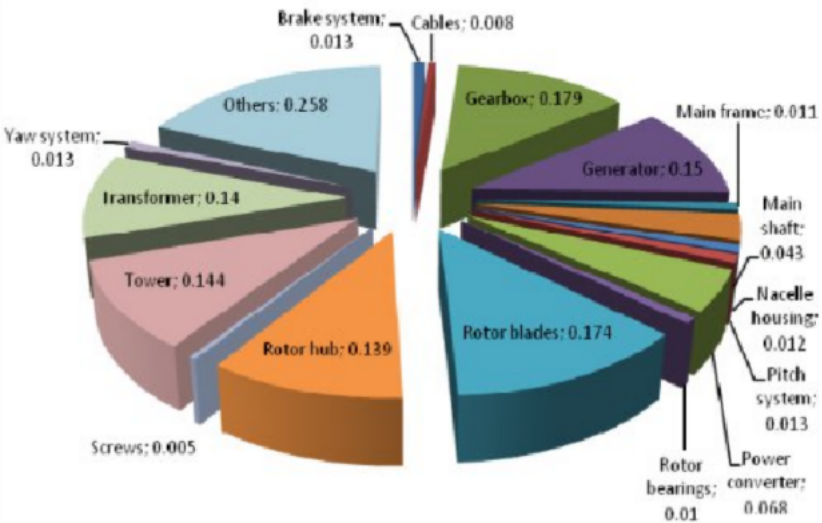 Brake system;
0.013
Cables; 0.008
Gearbox; 0.179
Main frame; 0.011
Generator; 0.15
Main
shaft;
0.043
Nacelle
housing;
0.012
Pitch
system;
0.013
Power
converter;
0.068
Rotor
bearings;
0.01
Rotor blades; 0.174
Rotor hub; 0.139
Screws; 0.005
Tower; 0.144
Transformer; 0.14
Yaw system;
0.013
Others; 0.258